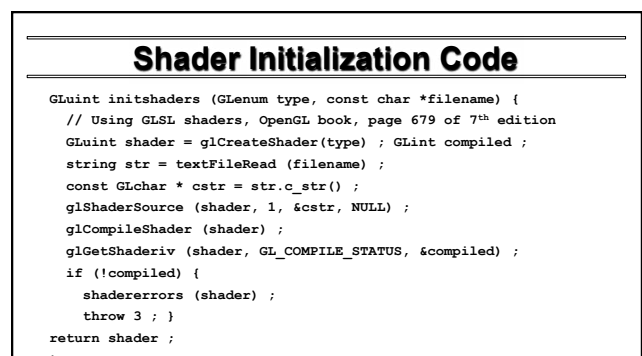 Shader Initialization Code
GLuint initshaders (GLenum type, const char *filename) {
// Using GLSL shaders, OpenGL book, page 679 of 7th edition
GLuint shader = glCreateShader(type) ; GLint compiled ;
string str = textFileRead (filename) ;
const GLchar * cstr = str.c_str() ;
glShaderSource (shader, 1, &cstr, NULL) ;
glCompileShader (shader) ;
glGetShaderiv (shader, GL_COMPILE_STATUS, &compiled) ;
if (!compiled) {
shadererrors (shader) ;
throw 3 ; }
return shader ;